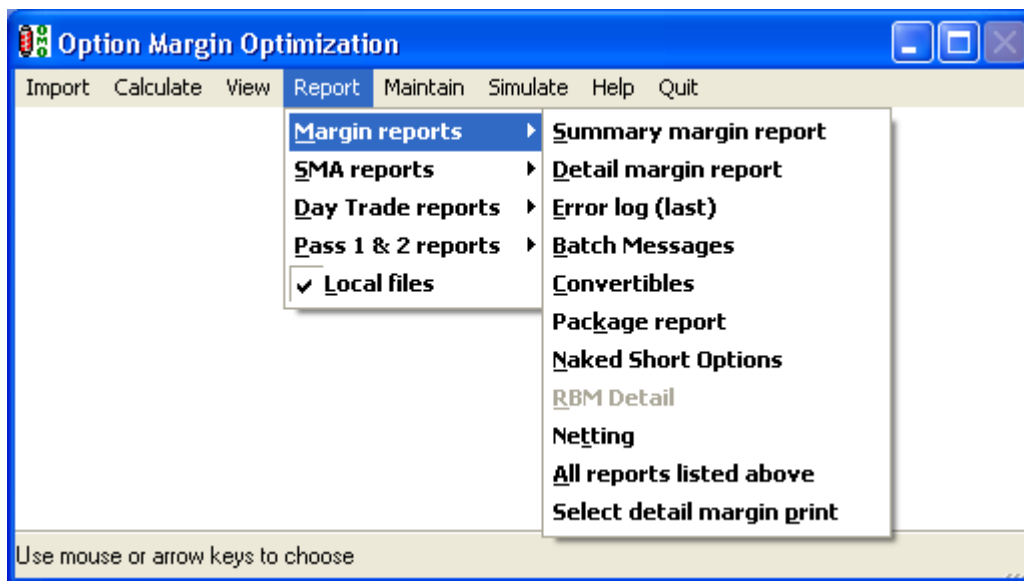 OMO Option Margin Optimization
Import Calculate View Report Maintain Simulate Help Quit
Margin reports
SMA reports
Day Trade reports
Pass 1 & 2 reports
Local files
Summary margin report
Detail margin report
Error log (last)
Batch Messages
Convertibles
Package report
Naked Short Options
RBM Detail
Netting
All reports listed above
Select detail margin print
Use mouse or arrow keys to choose